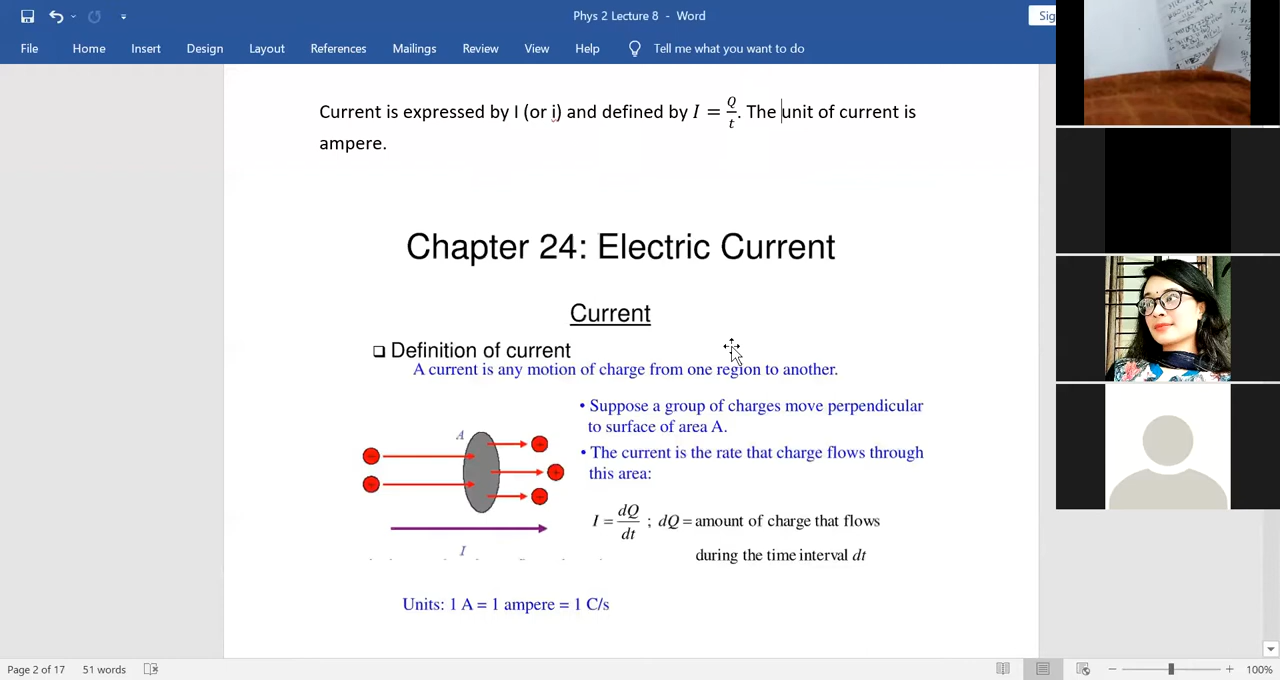 Phys 2 Lecture 8 - Word
Sig
File Home Insert Design Layout References Mailings Review View Help Tell me what you want to do
Current is expressed by I (or i) and defined by I = Q/t. The unit of current is
ampere.
Chapter 24: Electric Current
Current
❑ Definition of current
A current is any motion of charge from one region to another.
• Suppose a group of charges move perpendicular
to surface of area A.
• The current is the rate that charge flows through
this area:
A
I
I = dQ/dt ; dQ = amount of charge that flows
during the time interval dt
Units: 1 A = 1 ampere = 1 C/s
Page 2 of 17 51 words
100%